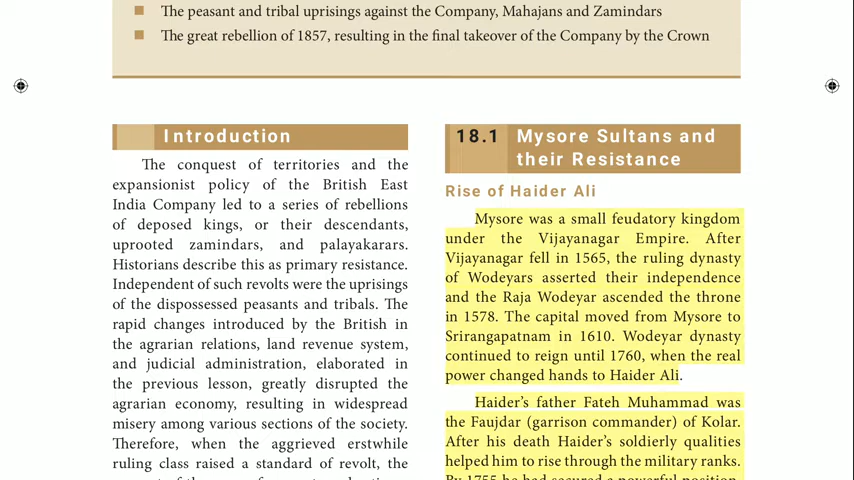 The peasant and tribal uprisings against the Company, Mahajans and Zamindars
The great rebellion of 1857, resulting in the final takeover of the Company by the Crown
Introduction
The conquest of territories and the
expansionist policy of the British East
India Company led to a series of rebellions
of deposed kings, or their descendants,
uprooted zamindars, and palayakarars.
Historians describe this as primary resistance.
Independent of such revolts were the uprisings
of the dispossessed peasants and tribals. The
rapid changes introduced by the British in
the agrarian relations, land revenue system,
and judicial administration, elaborated in
the previous lesson, greatly disrupted the
agrarian economy, resulting in widespread
misery among various sections of the society.
Therefore, when the aggrieved erstwhile
ruling class raised a standard of revolt, the
18.1 Mysore Sultans and
their Resistance
Rise of Haider Ali
Mysore was a small feudatory kingdom
under the Vijayanagar Empire. After
Vijayanagar fell in 1565, the ruling dynasty
of Wodeyars asserted their independence
and the Raja Wodeyar ascended the throne
in 1578. The capital moved from Mysore to
Srirangapatnam in 1610. Wodeyar dynasty
continued to reign until 1760, when the real
power changed hands to Haider Ali.
Haider's father Fateh Muhammad was
the Faujdar (garrison commander) of Kolar.
After his death Haider's soldierly qualities
helped him to rise through the military ranks.
By 1755 he had secured a powerful position,